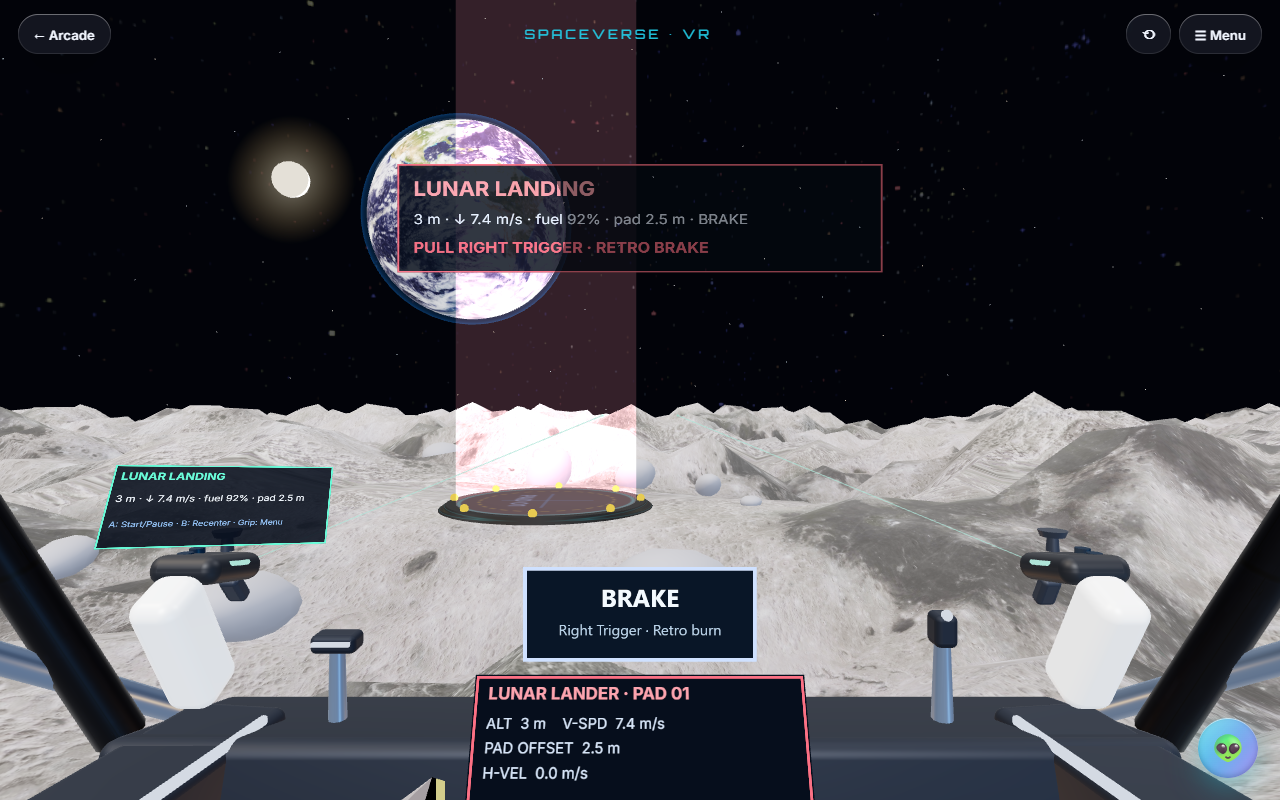 ← Arcade
SPACEVERSE · VR
☰ Menu
LUNAR LANDING
3 m · ↓ 7.4 m/s · fuel 92% · pad 2.5 m · BRAKE
PULL RIGHT TRIGGER · RETRO BRAKE
LUNAR LANDING
3 m · ↓ 7.4 m/s · fuel 92% · pad 2.5 m
A: Start/Pause · B: Recenter · Grip: Menu
BRAKE
Right Trigger · Retro burn
LUNAR LANDER · PAD 01
ALT 3 m V-SPD 7.4 m/s
PAD OFFSET 2.5 m
H-VEL 0.0 m/s